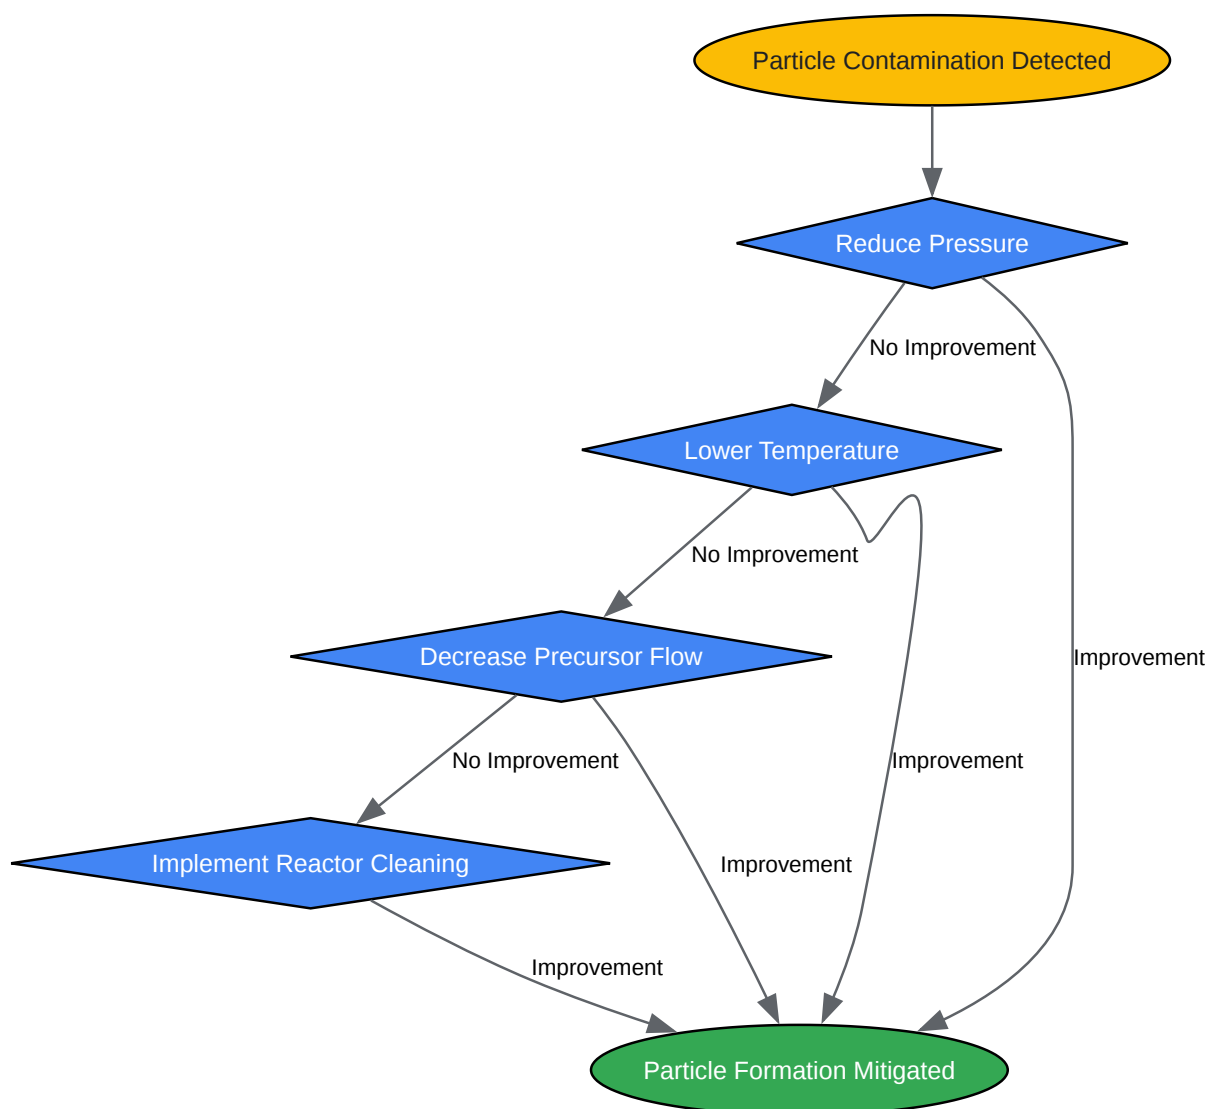 Particle Contamination Detected
Reduce Pressure
No Improvement
Lower Temperature
No Improvement
Decrease Precursor Flow
Improvement
No Improvement
Improvement
Implement Reactor Cleaning
Improvement
Improvement
Particle Formation Mitigated